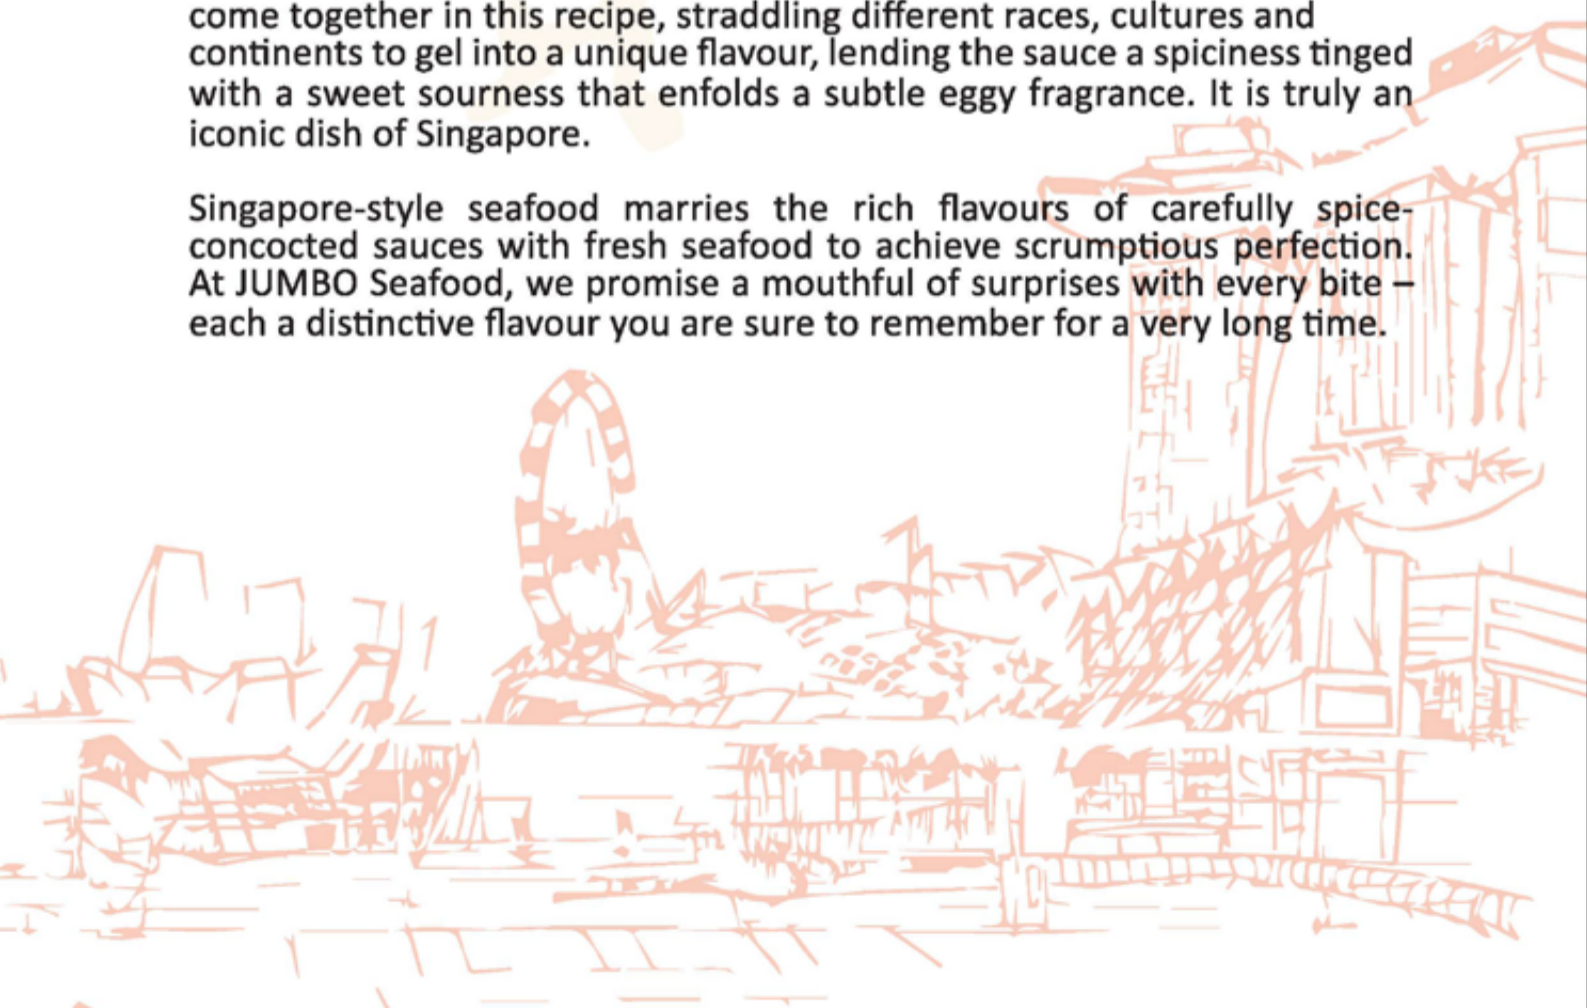 come together in this recipe, straddling different races, cultures and
continents to gel into a unique flavour, lending the sauce a spiciness tinged
with a sweet sourness that enfolds a subtle eggy fragrance. It is truly an
iconic dish of Singapore.
Singapore-style seafood marries the rich flavours of carefully spice-
concocted sauces with fresh seafood to achieve scrumptious perfection.
At JUMBO Seafood, we promise a mouthful of surprises with every bite –
each a distinctive flavour you are sure to remember for a very long time.